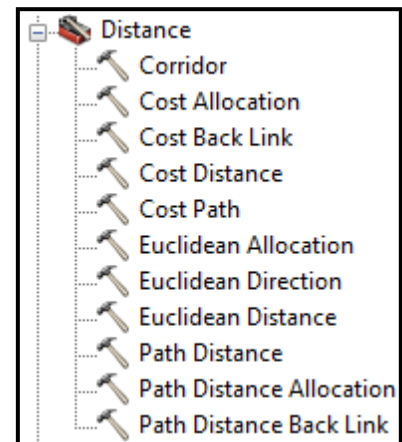 Distance
Corridor
Cost Allocation
Cost Back Link
Cost Distance
Cost Path
Euclidean Allocation
Euclidean Direction
Euclidean Distance
Path Distance
Path Distance Allocation
Path Distance Back Link